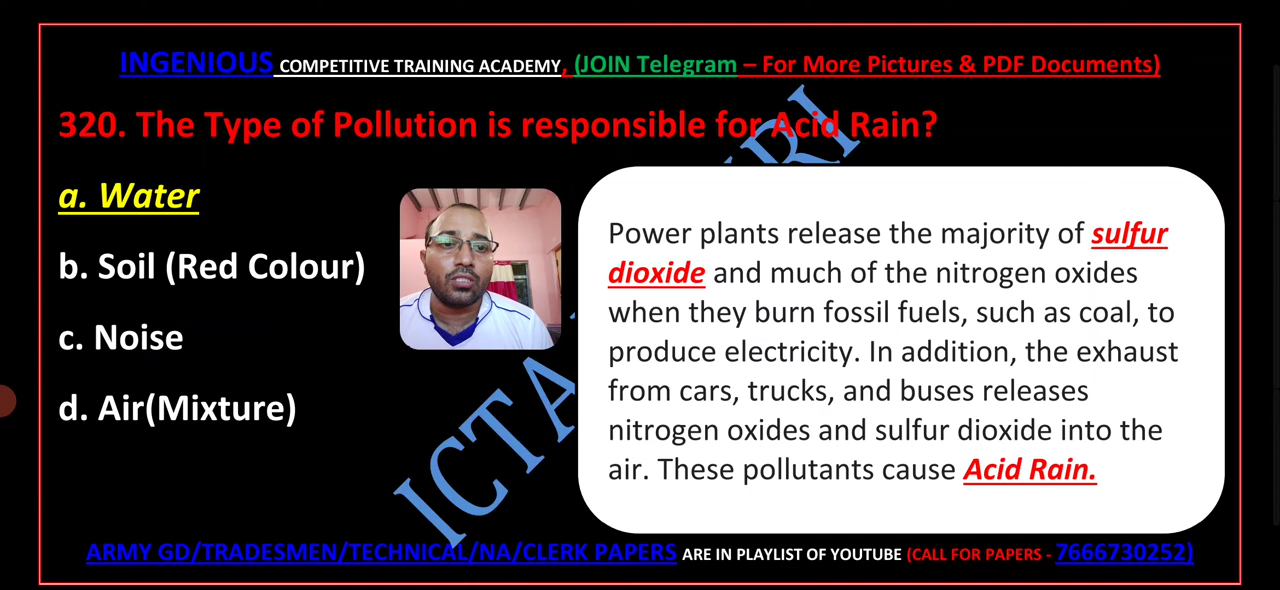 INGENIOUS COMPETITIVE TRAINING ACADEMY, (JOIN Telegram – For More Pictures & PDF Documents)
320. The Type of Pollution is responsible for Acid Rain?
a. Water
b. Soil (Red Colour)
c. Noise
d. Air(Mixture)
Power plants release the majority of sulfur
dioxide and much of the nitrogen oxides
when they burn fossil fuels, such as coal, to
produce electricity. In addition, the exhaust
from cars, trucks, and buses releases
nitrogen oxides and sulfur dioxide into the
air. These pollutants cause Acid Rain.
ARMY GD/TRADESMEN/TECHNICAL/NA/CLERK PAPERS ARE IN PLAYLIST OF YOUTUBE (CALL FOR PAPERS - 7666730252)